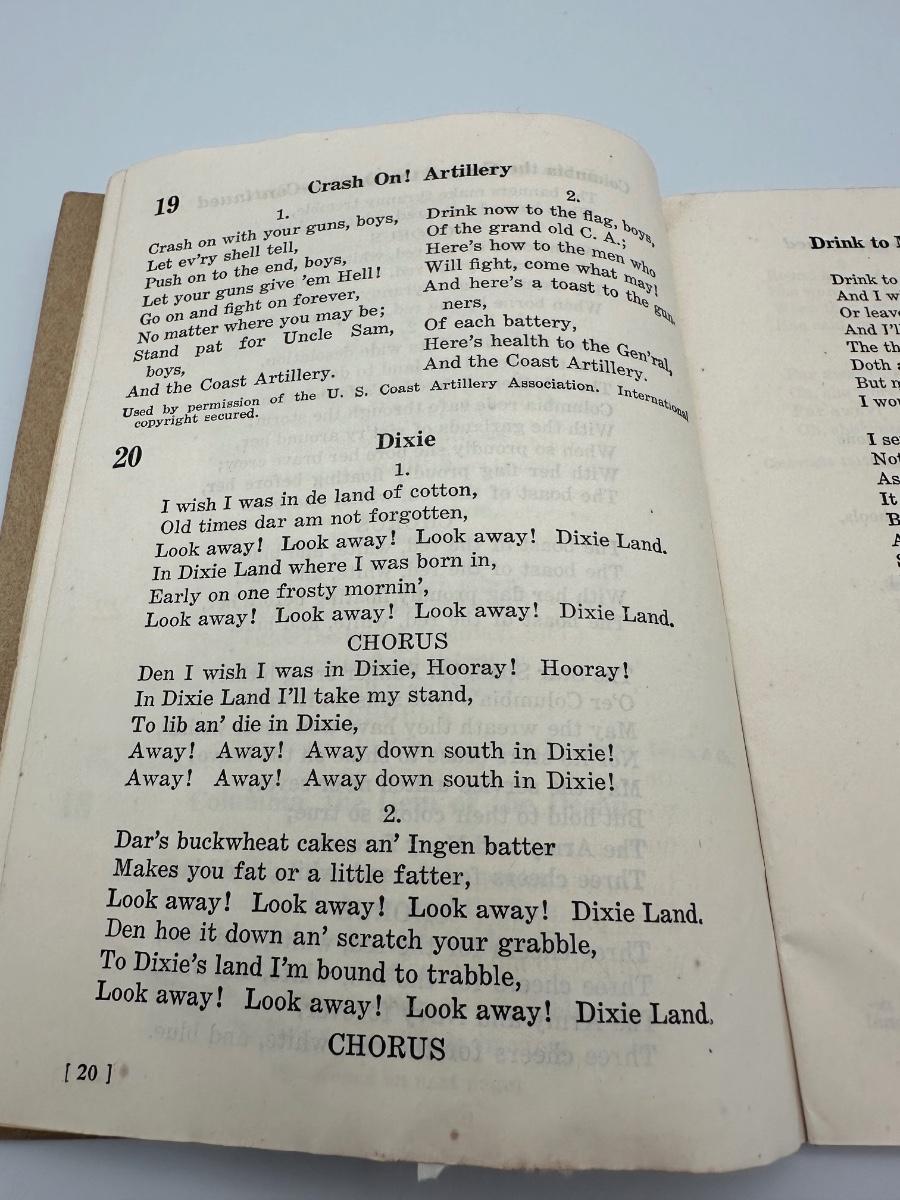 19
Crash On! Artillery
1.
Crash on with your guns, boys,
Let ev'ry shell tell,
Push on to the end, boys,
Let your guns give 'em Hell!
Go on and fight on forever,
No matter where you may be;
Stand pat for Uncle Sam,
boys,
And the Coast Artillery.
2.
Drink now to the flag, boys,
Of the grand old C. A.;
Here's how to the men who
Will fight, come what may!
And here's a toast to the gun-
ners,
Of each battery,
Here's health to the Gen'ral,
And the Coast Artillery.
Used by permission of the U. S. Coast Artillery Association. International
copyright secured.
20
Dixie
1.
I wish I was in de land of cotton,
Old times dar am not forgotten,
Look away! Look away! Look away! Dixie Land.
In Dixie Land where I was born in,
Early on one frosty mornin',
Look away! Look away! Look away! Dixie Land.
CHORUS
Den I wish I was in Dixie, Hooray! Hooray!
In Dixie Land I'll take my stand,
To lib an' die in Dixie,
Away! Away! Away down south in Dixie!
Away! Away! Away down south in Dixie!
2.
Dar's buckwheat cakes an' Ingen batter
Makes you fat or a little fatter,
Look away! Look away! Look away! Dixie Land.
Den hoe it down an' scratch your grabble,
To Dixie's land I'm bound to trabble,
Look away! Look away! Look away! Dixie Land.
CHORUS
[ 20 ]
Drink to
Drink to
And I w
Or leav
And I'l
The th
Doth
But
I wo
I se
Not
As
It